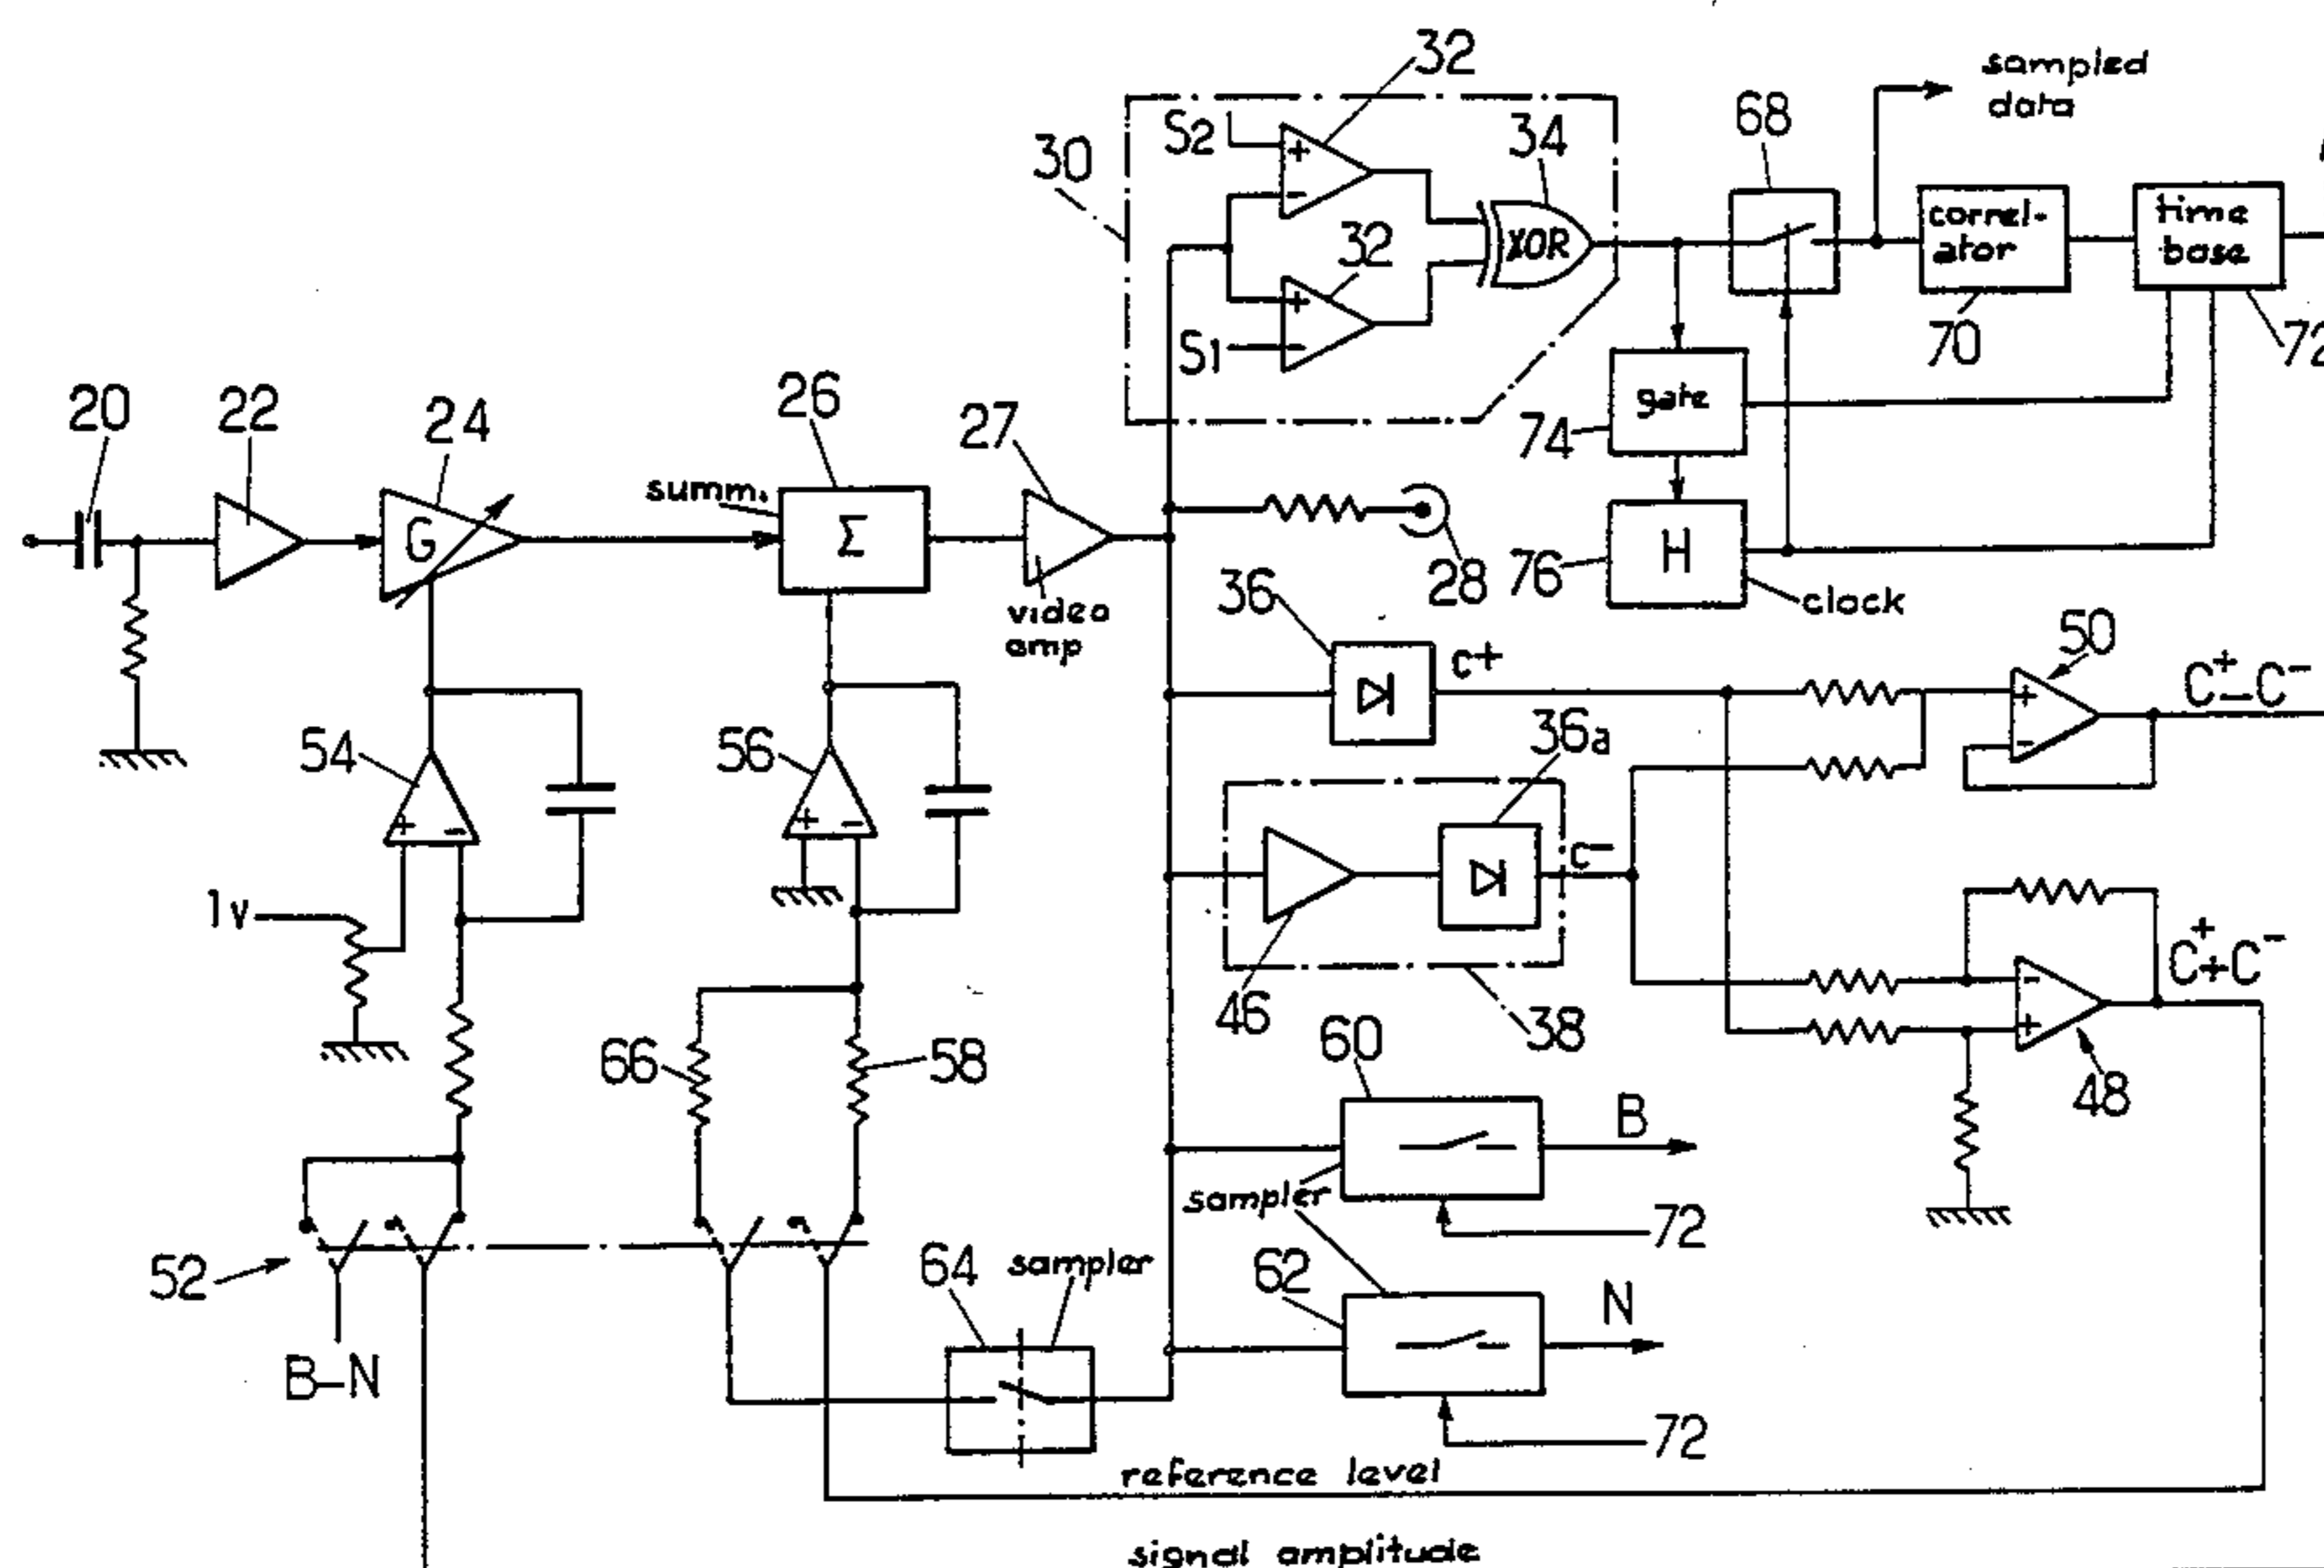 32
sampled
data
S2
34
68
30
XOR
correl-
ator
time
base
32
S1
70
72
gate
74
20
22
24
26
27
summ.
Σ
G
H
76
28
clock
video
amp
36
C+
50
C+-C-
54
56
36a
+ -
+ -
1v
C-
C++C-
46
38
66
58
60
48
B
sampler
72
52
64
sampler
62
N
B-N
72
reference level
signal amplitude